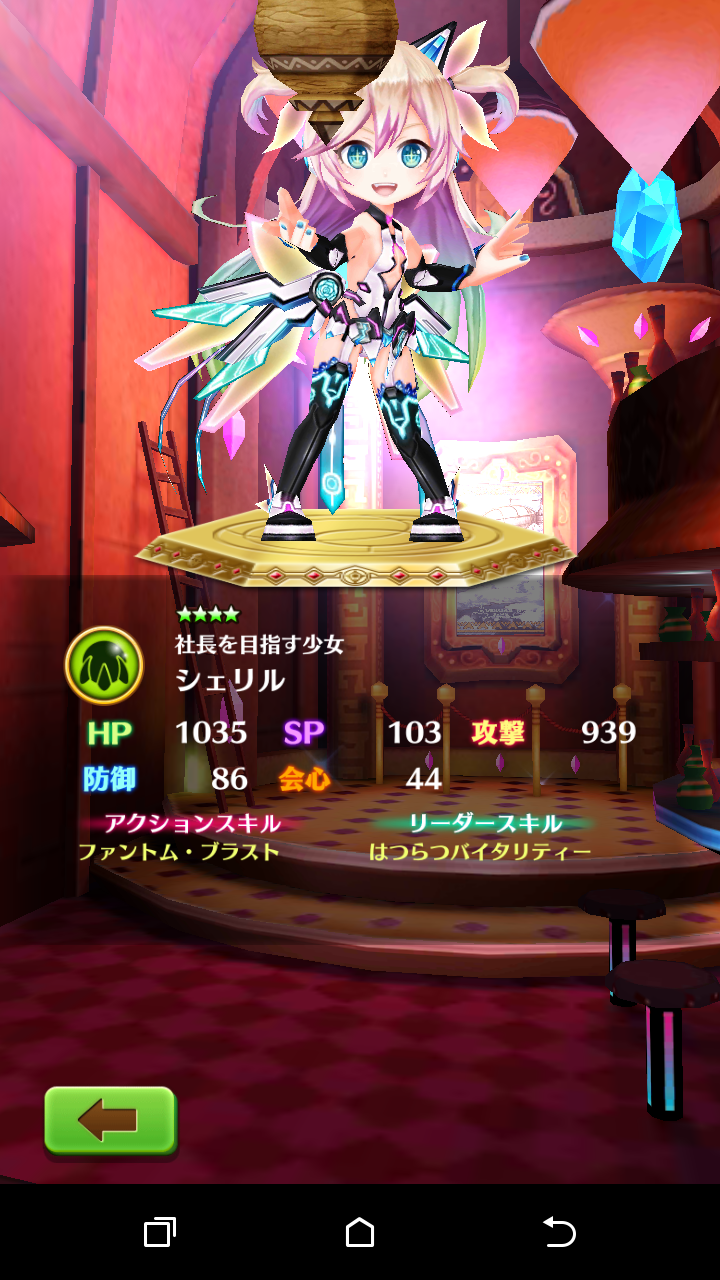 社長を目指す少女
シェリル
HP 1035 SP 103 攻撃 939
防御 86 会心 44
アクションスキル リーダースキル
ファントム・ブラスト はつらつバイタリティー